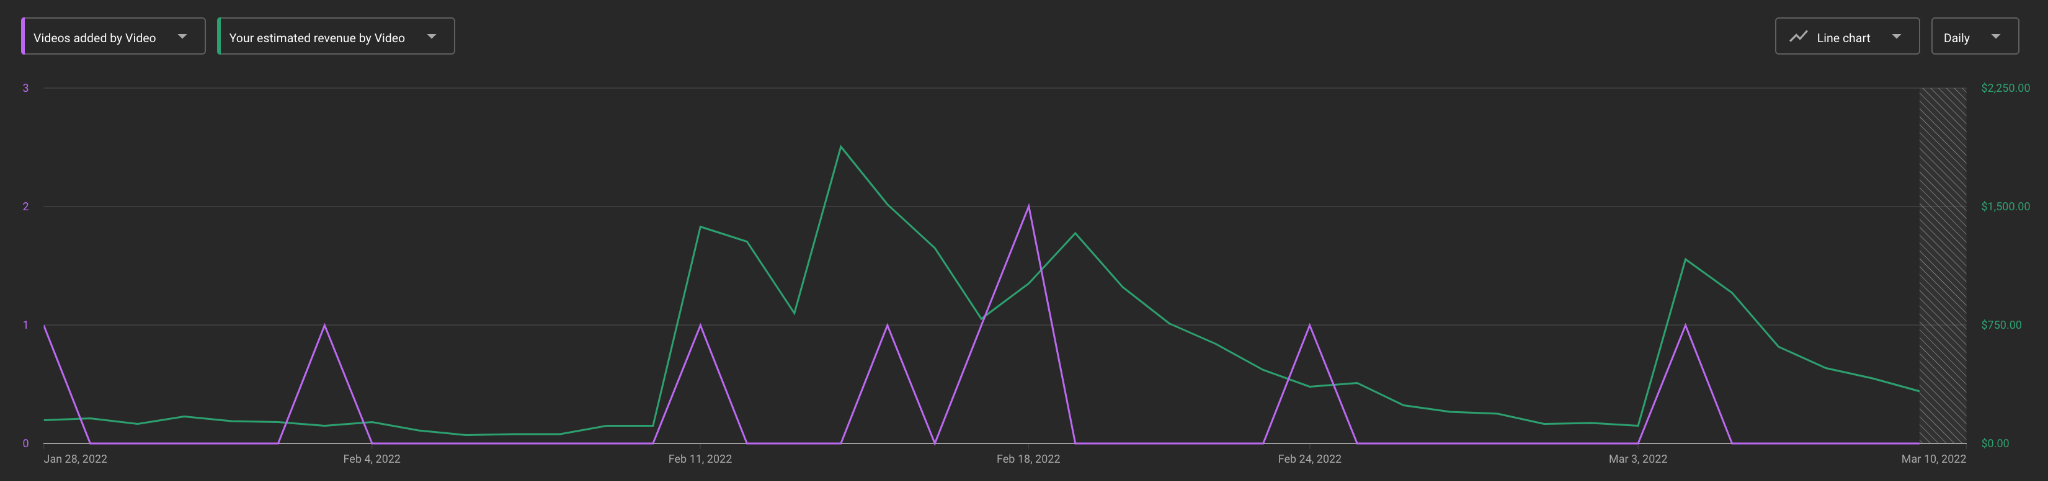 Videos added by Video
Your estimated revenue by Video
Line chart
Daily
3
$2,250.00
2
$1,500.00
1
$750.00
0
$0.00
Jan 28, 2022
Feb 4, 2022
Feb 11, 2022
Feb 18, 2022
Feb 24, 2022
Mar 3, 2022
Mar 10, 2022